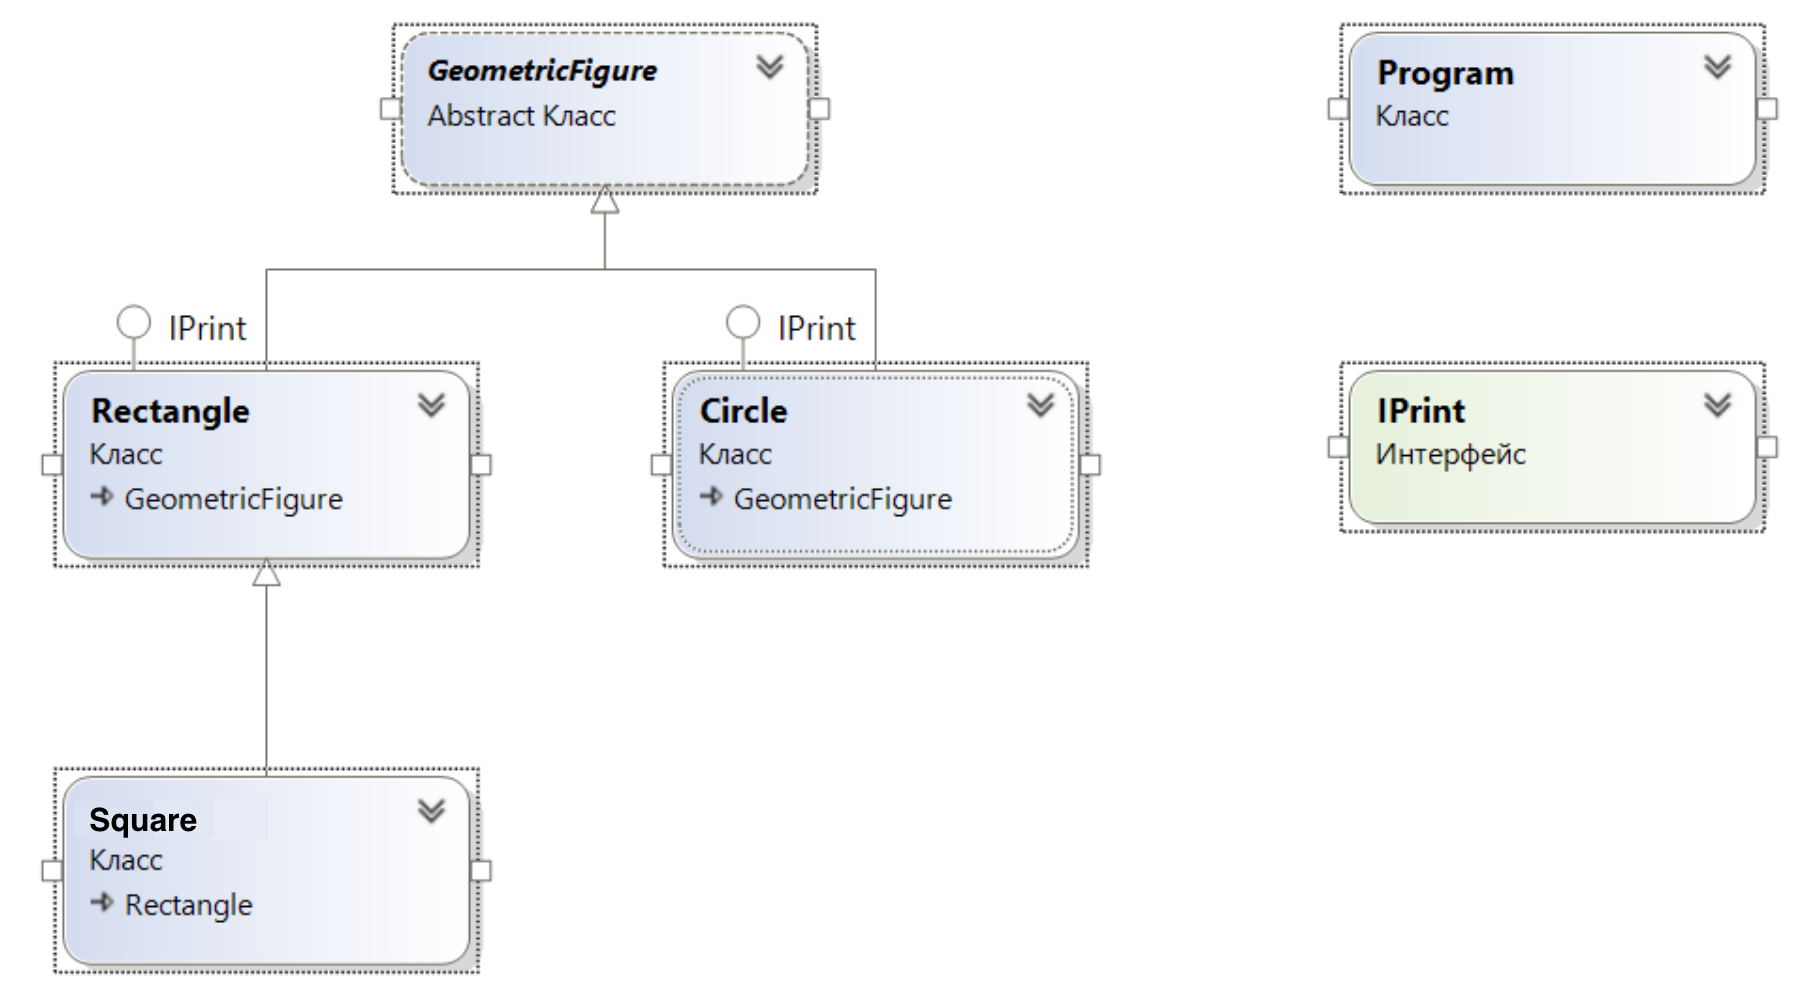 GeometricFigure
Abstract Класс
Program
Класс
IPrint
IPrint
Rectangle
Класс
GeometricFigure
Circle
Класс
GeometricFigure
IPrint
Интерфейс
Square
Класс
Rectangle